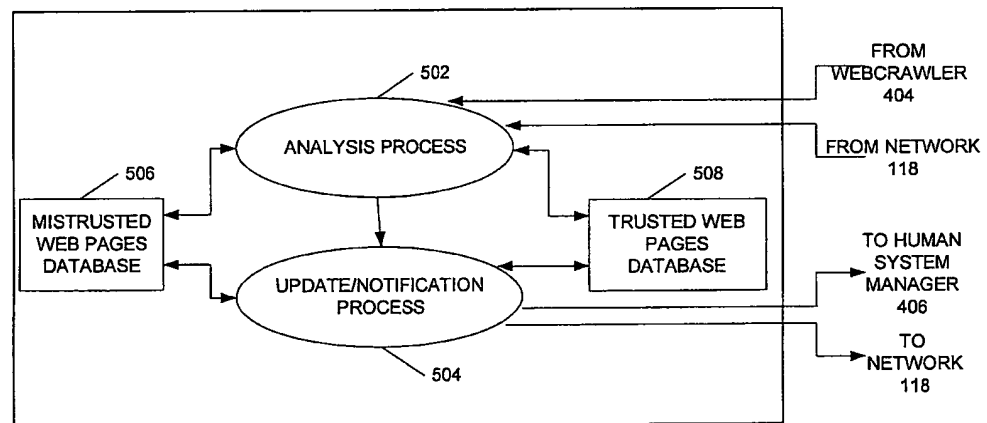 502
ANALYSIS PROCESS
506
MISTRUSTED
WEB PAGES
DATABASE
508
TRUSTED WEB
PAGES
DATABASE
UPDATE/NOTIFICATION
PROCESS
504
FROM
WEBCRAWLER
404
FROM NETWORK
118
TO HUMAN
SYSTEM
MANAGER
406
TO
NETWORK
118